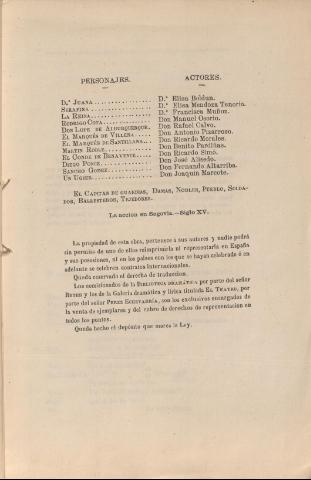 PERSONAJES. ACTORES.
D.ª JUANA................ D.ª Elisa Boldun.
SERAFINA................ D.ª Elisa Mendoza Tenorio.
LA REINA................ D.ª Francisca Muñoz.
RODRIGO COTA............. Don Manuel Osorio.
DON LOPE DE ALBURQUERQUE. Don Rafael Calvo.
EL MARQUÉS DE VILLENA.... Don Ricardo Morales.
EL MARQUÉS DE SANTILLANA.. Don Antonio Pizarroso.
MARTIN ROBLE............ Don Benito Pardiñas.
EL CONDE DE BENAVENTE..... Don Ricardo Simó.
DIEGO PONCE............. Don José Alisedo.
SANCHO GOMEZ............ Don Fernando Altarriba.
UN UGIER................ Don Joaquin Marcote.
EL CAPITAN DE GUARDIAS, DAMAS, NOBLES, PUEBLO, SOLDA-
DOS, BALLESTEROS, TEJEDORES.
La accion en Segovia.—Siglo XV.
La propiedad de esta obra, pertenece á sus autores y nadie podrá
sin permiso de uno de ellos reimprimirla ni representarla en España
y sus posesiones, ni en los países con los que se hayan celebrado ó en
adelante se celebren contratos internacionales.
Queda reservado el derecho de traduccion.
Los comisionados de la BIBLIOTECA DRAMÁTICA por parte del señor
y los de la Galería dramática y lírica titulada EL TEATRO, por
parte del señor PEREZ ECHEVARRÍA, son los exclusivos encargados de
la venta de ejemplares y del cobro de derechos de representacion en
todos los puntos.
Queda hecho el depósito que marca la Ley.